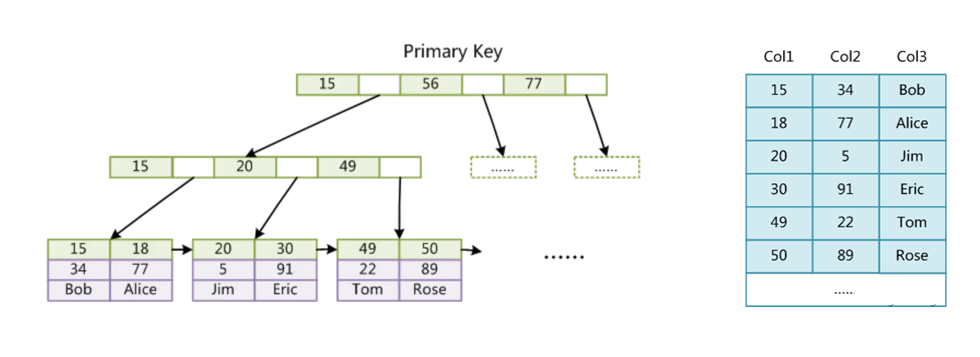 Primary Key
15 56 77
15 20 49
...... ......
15 18 20 30 49 50
34 77 5 91 22 89
Bob Alice Jim Eric Tom Rose
......
Col1 Col2 Col3
15 34 Bob
18 77 Alice
20 5 Jim
30 91 Eric
49 22 Tom
50 89 Rose
.....